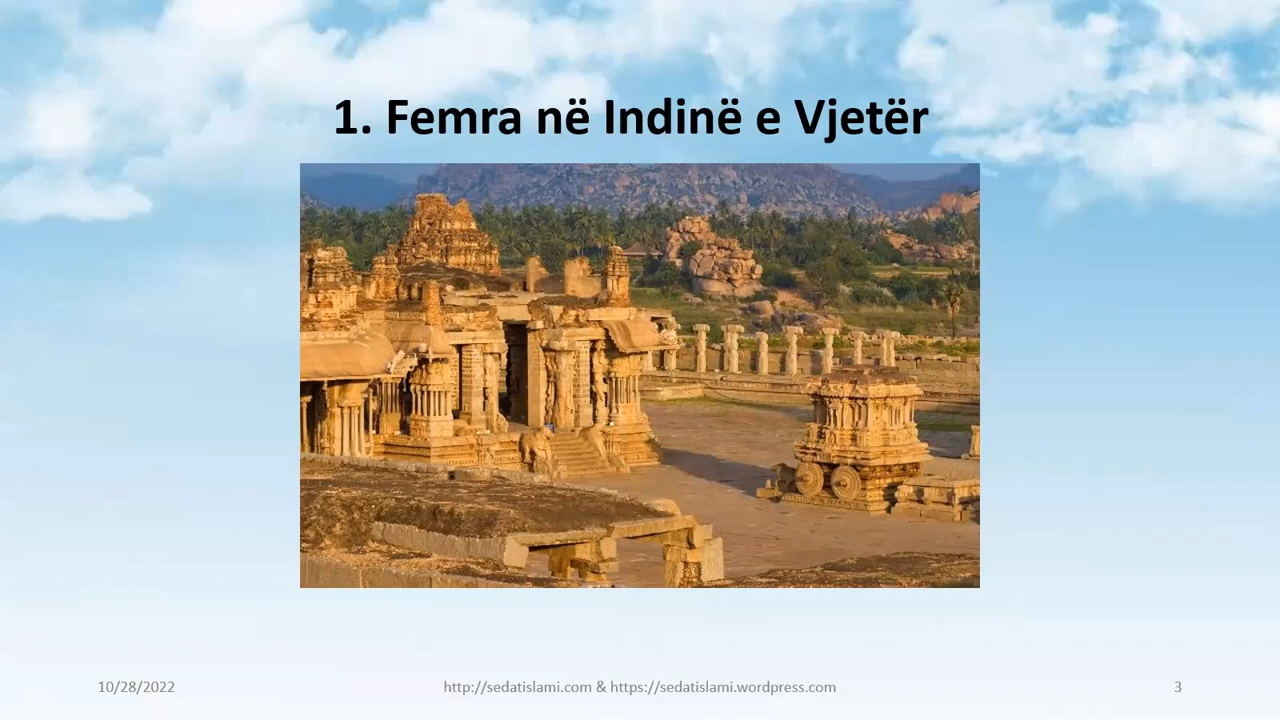 1. Femra në Indinë e Vjetër
10/28/2022
http://sedatislami.com & https://sedatislami.wordpress.com
3